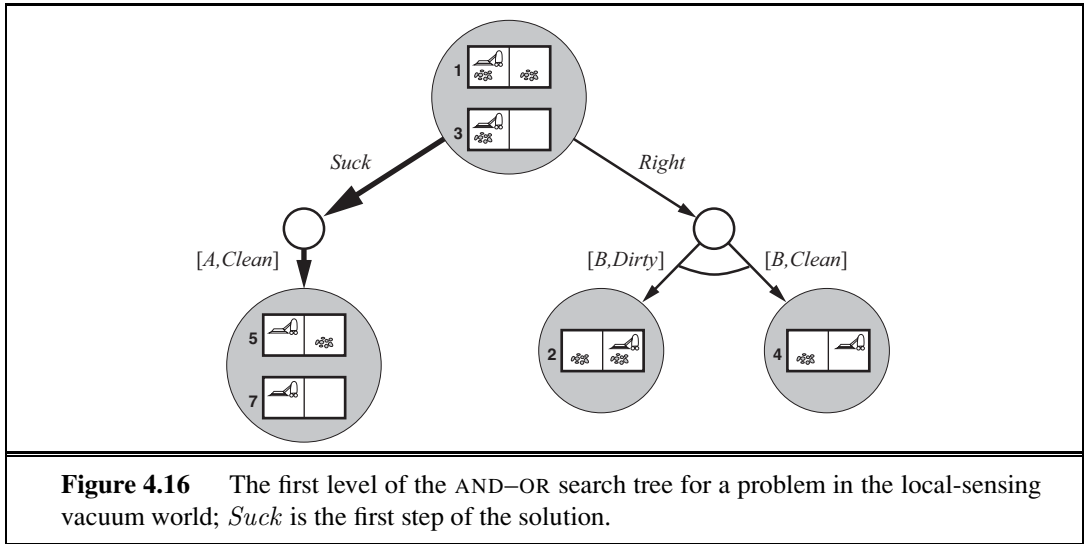 1
3
Suck
Right
[A,Clean]
[B,Dirty]
[B,Clean]
5
2
4
7
Figure 4.16 The first level of the AND–OR search tree for a problem in the local-sensing
vacuum world; Suck is the first step of the solution.